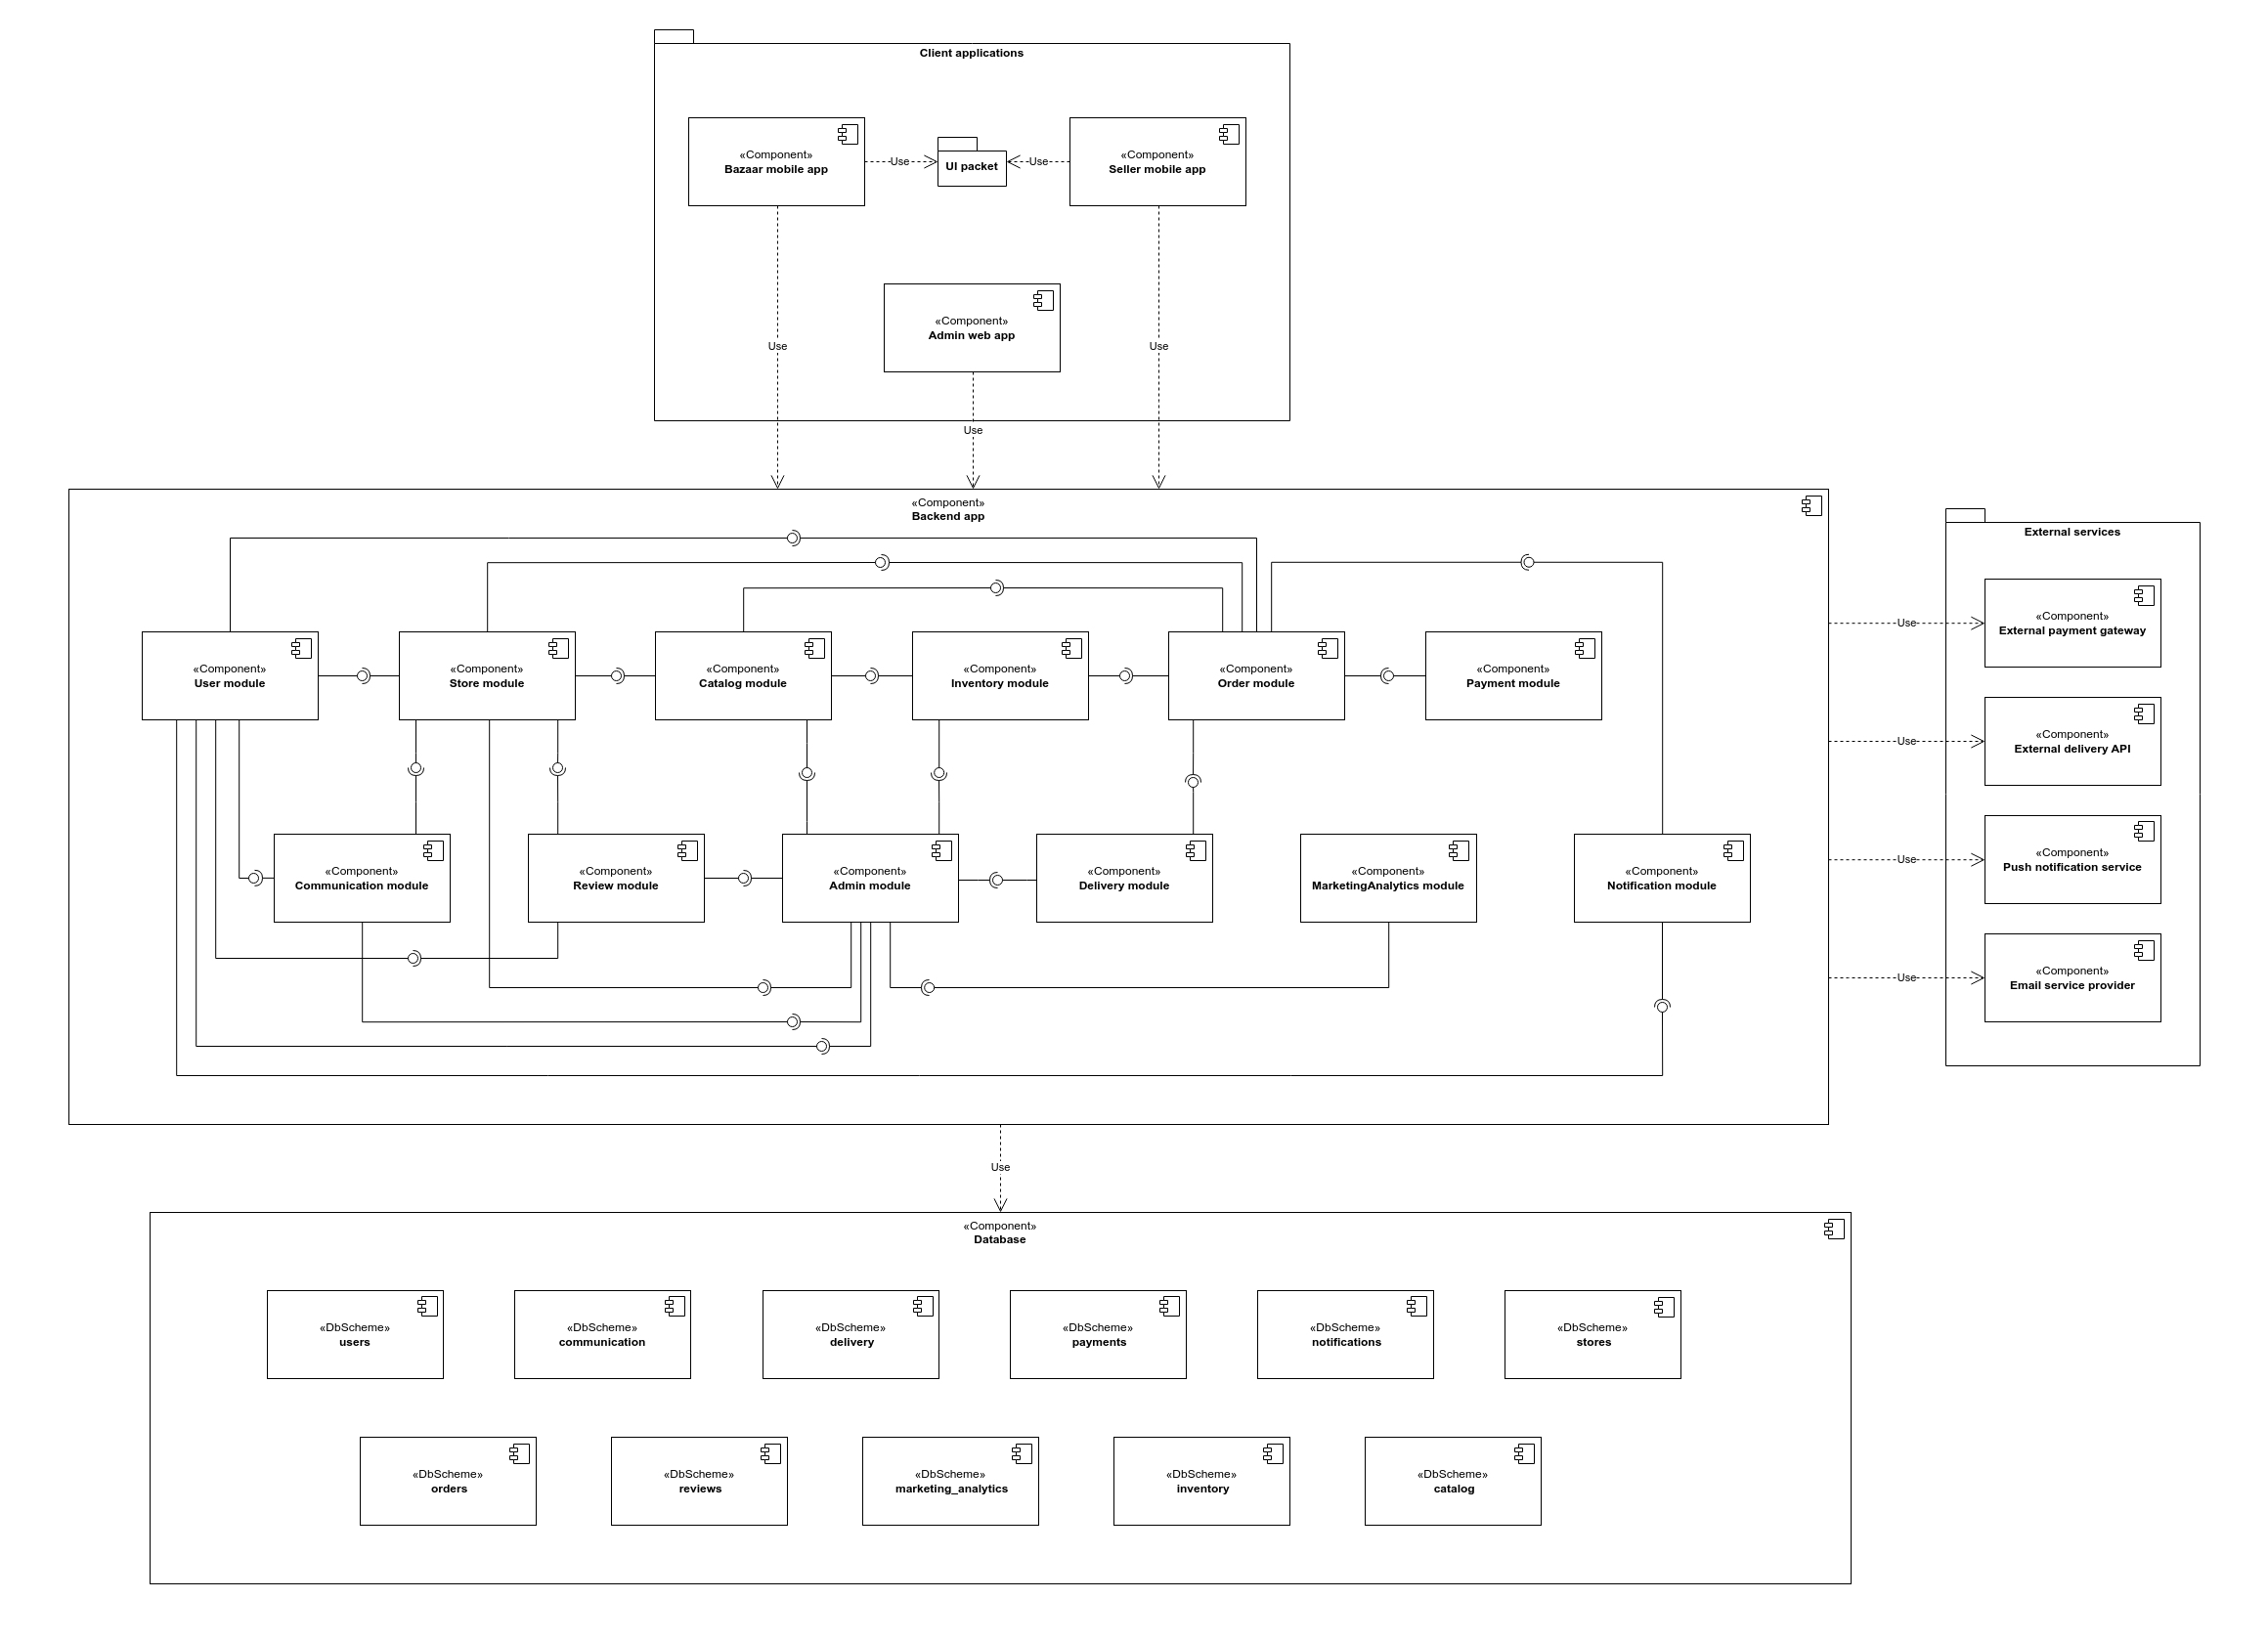 Client applications
«Component»
Bazaar mobile app
Use
UI packet
Use
«Component»
Seller mobile app
«Component»
Admin web app
Use
Use
Use
«Component»
Backend app
«Component»
User module
«Component»
Store module
«Component»
Catalog module
«Component»
Inventory module
«Component»
Order module
«Component»
Payment module
«Component»
Communication module
«Component»
Review module
«Component»
Admin module
«Component»
Delivery module
«Component»
MarketingAnalytics module
«Component»
Notification module
Use
Use
Use
Use
External services
«Component»
External payment gateway
«Component»
External delivery API
«Component»
Push notification service
«Component»
Email service provider
Use
«Component»
Database
«DbScheme»
users
«DbScheme»
communication
«DbScheme»
delivery
«DbScheme»
payments
«DbScheme»
notifications
«DbScheme»
stores
«DbScheme»
orders
«DbScheme»
reviews
«DbScheme»
marketing_analytics
«DbScheme»
inventory
«DbScheme»
catalog